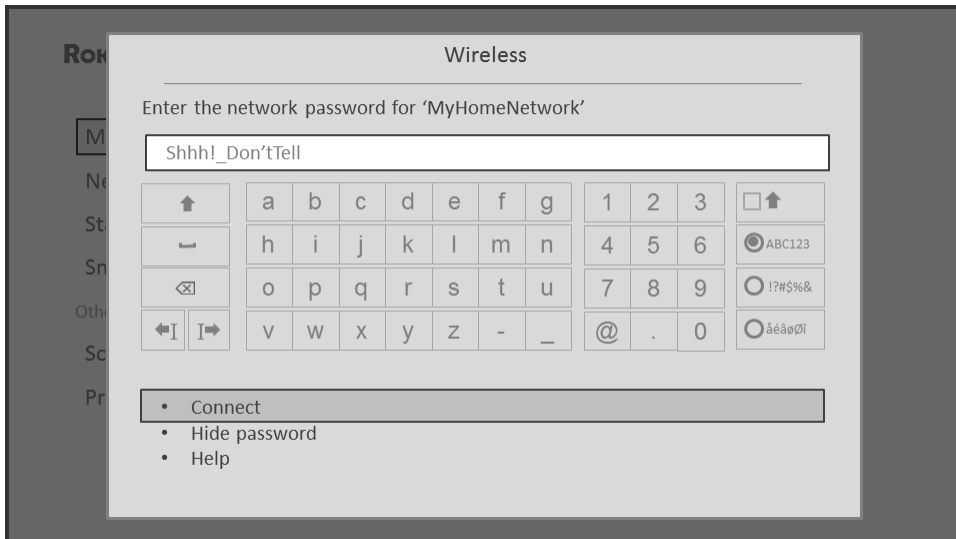 Wireless
Enter the network password for ‘MyHomeNetwork’
Shhh!_Don’tTell
a b c d e f g 1 2 3
h i j k l m n 4 5 6 ABC123
o p q r s t u 7 8 9 !?#$%&
v w x y z - _ @ . 0 åéâøØî
• Connect
• Hide password
• Help